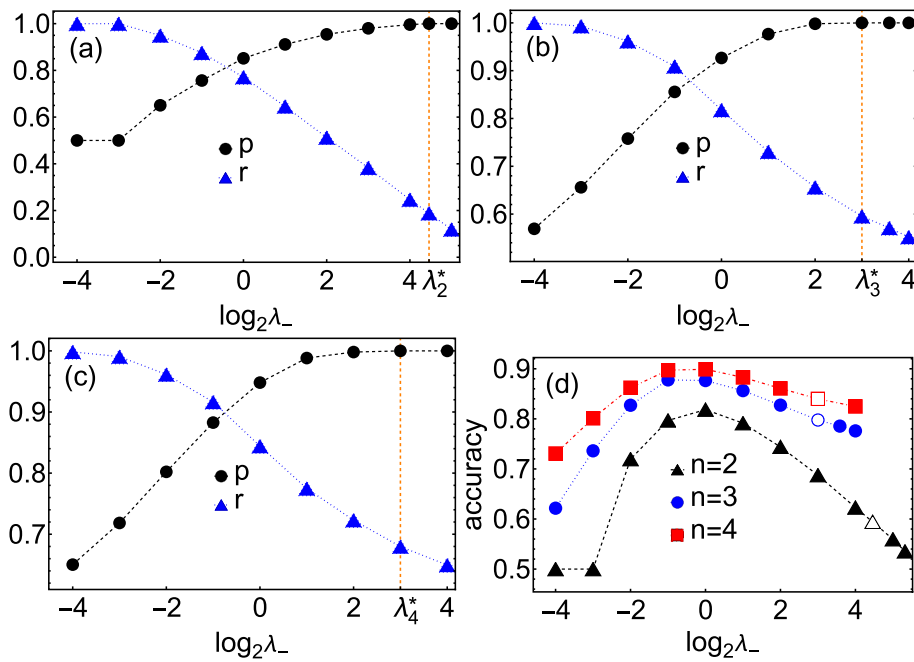 (a)
1.0
0.8
0.6
0.4
0.2
0.0
p
r
−4 −2 0 2 4 λ₂*
log₂λ₋
(b)
1.0
0.9
0.8
0.7
0.6
p
r
−4 −2 0 2 λ₃* 4
log₂λ₋
(c)
1.0
0.9
0.8
0.7
p
r
−4 −2 0 2 λ₄* 4
log₂λ₋
(d)
accuracy
0.9
0.8
0.7
0.6
0.5
n=2
n=3
n=4
−4 −2 0 2 4
log₂λ₋